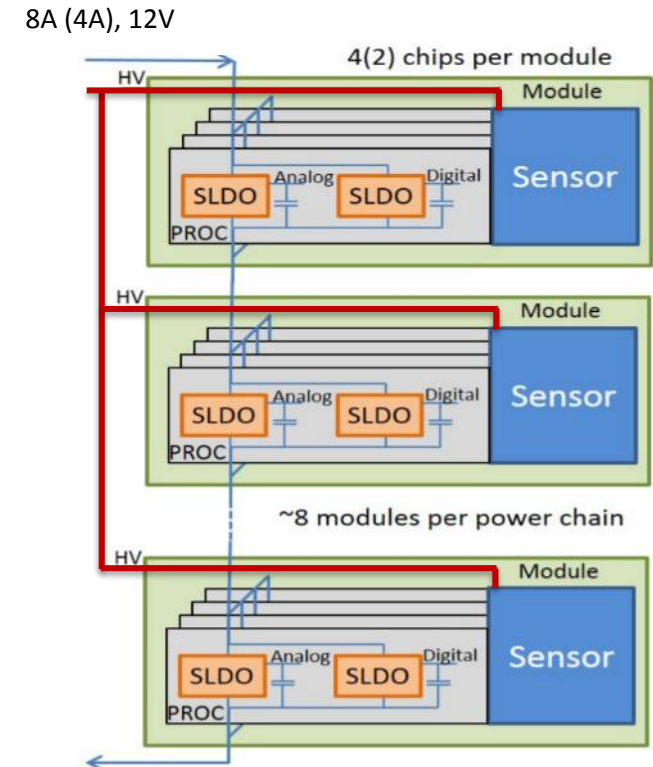 8A (4A), 12V
4(2) chips per module
HV
Module
Analog
Digital
SLDO
SLDO
Sensor
PROC
HV
Module
Analog
Digital
SLDO
SLDO
Sensor
PROC
~8 modules per power chain
HV
Module
Analog
Digital
SLDO
SLDO
Sensor
PROC